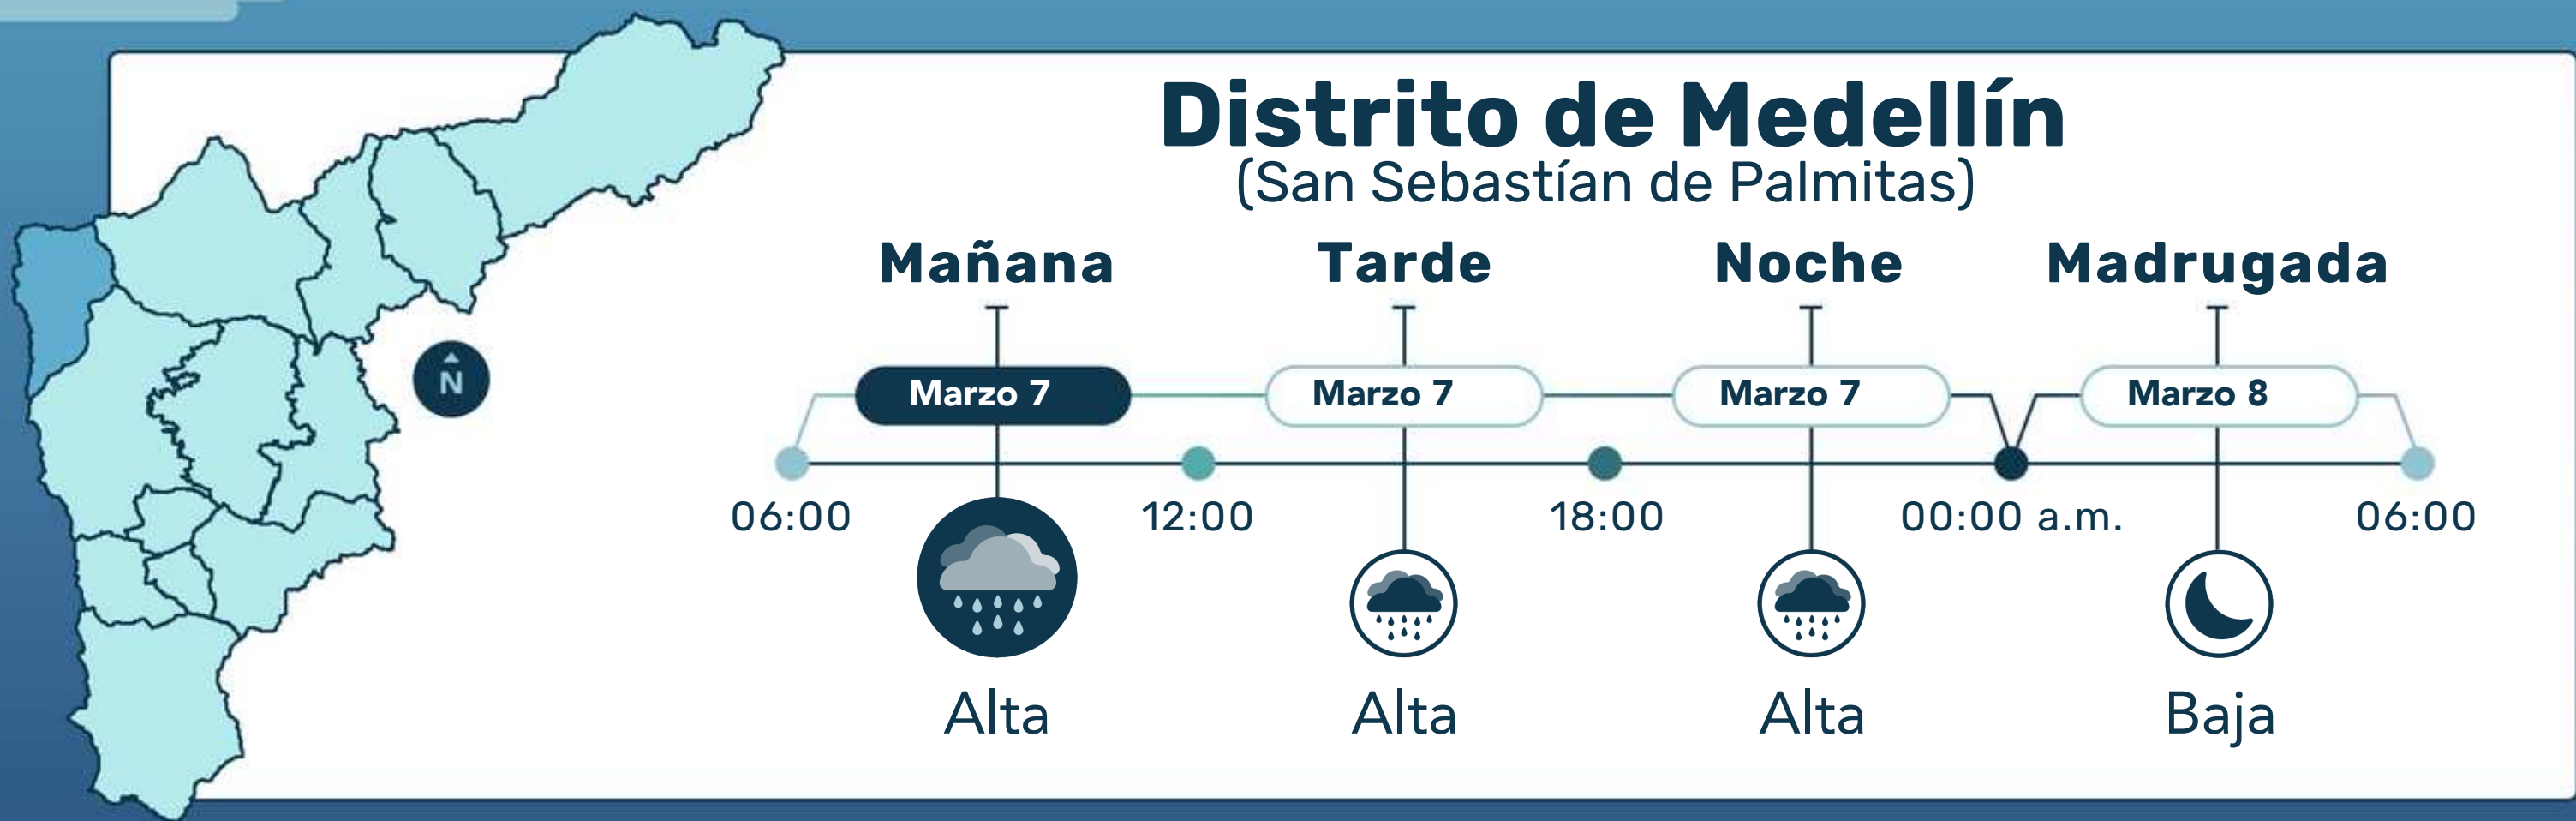 Distrito de Medellín
(San Sebastían de Palmitas)
Mañana Tarde Noche Madrugada
Marzo 7 Marzo 7 Marzo 7 Marzo 8
N
06:00 12:00 18:00 00:00 a.m. 06:00
Alta Alta Alta Baja